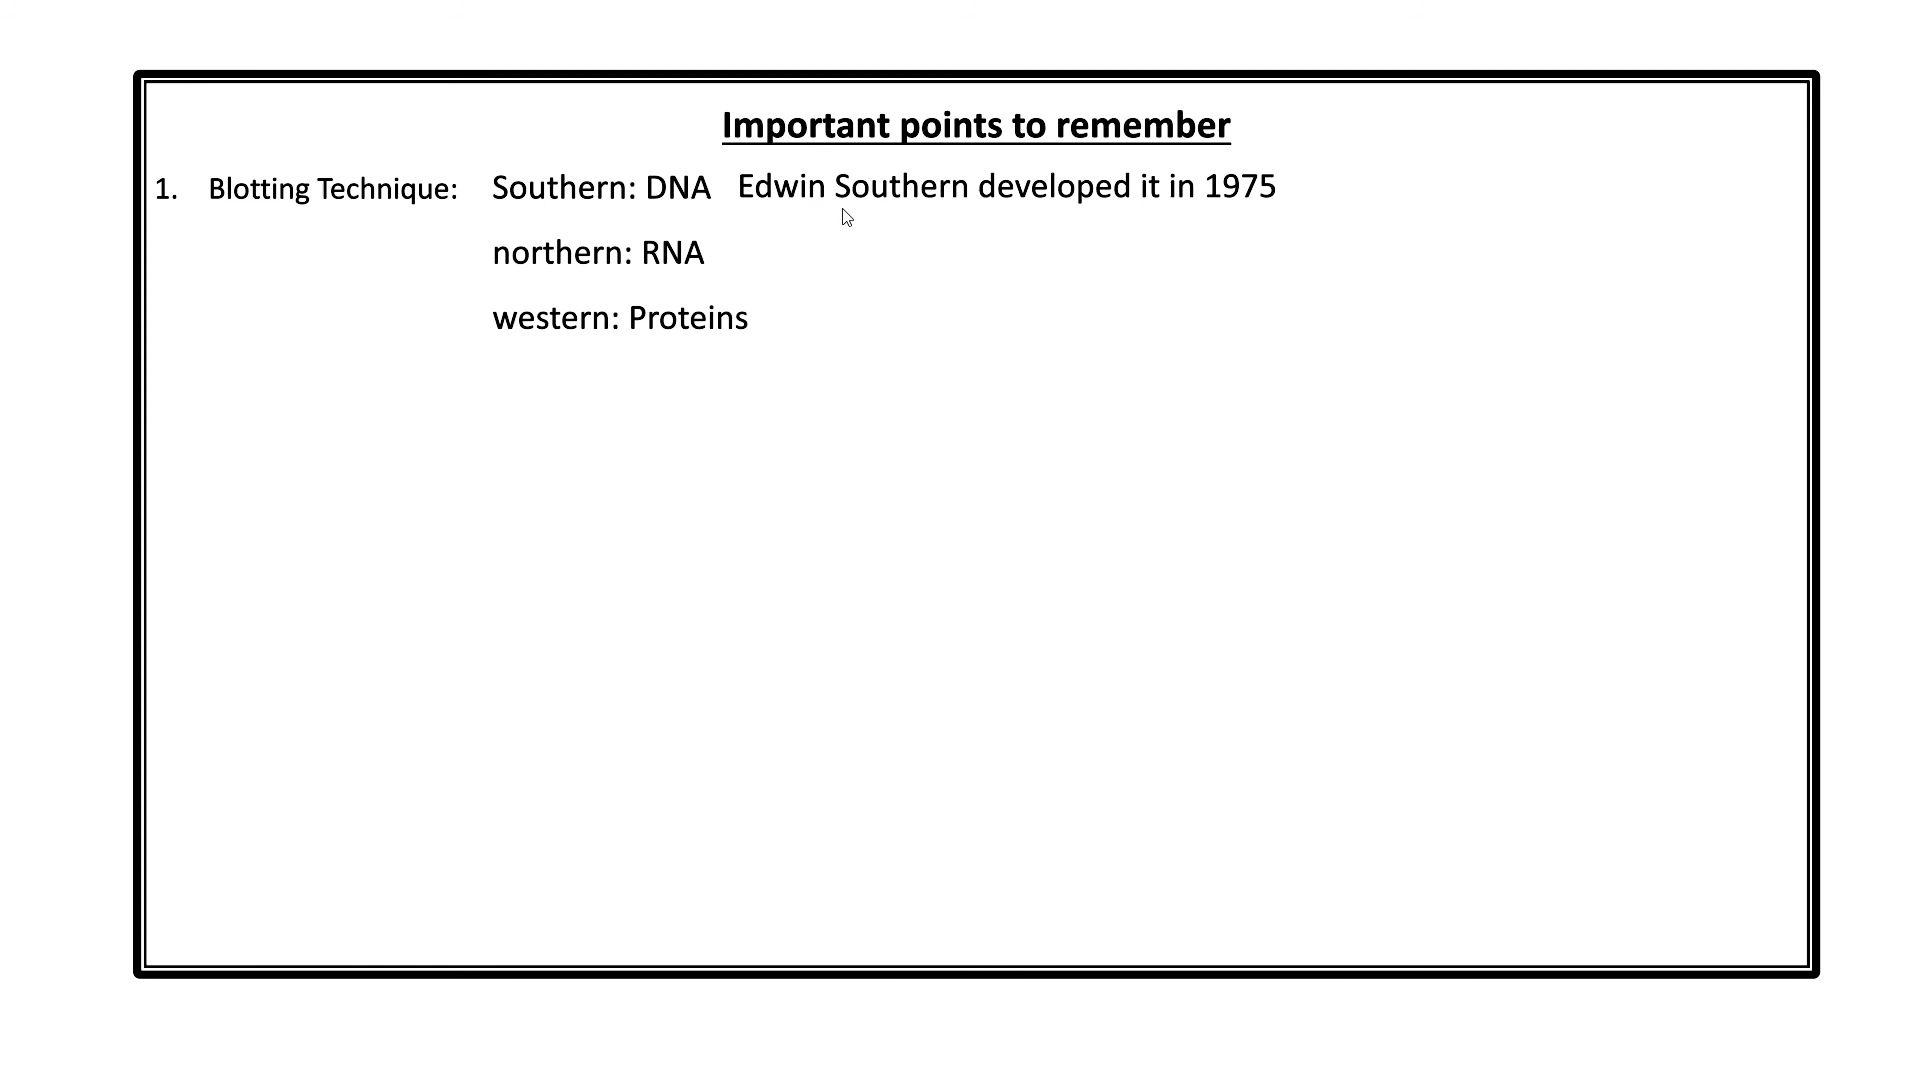 Important points to remember
1. Blotting Technique: Southern: DNA Edwin Southern developed it in 1975
northern: RNA
western: Proteins